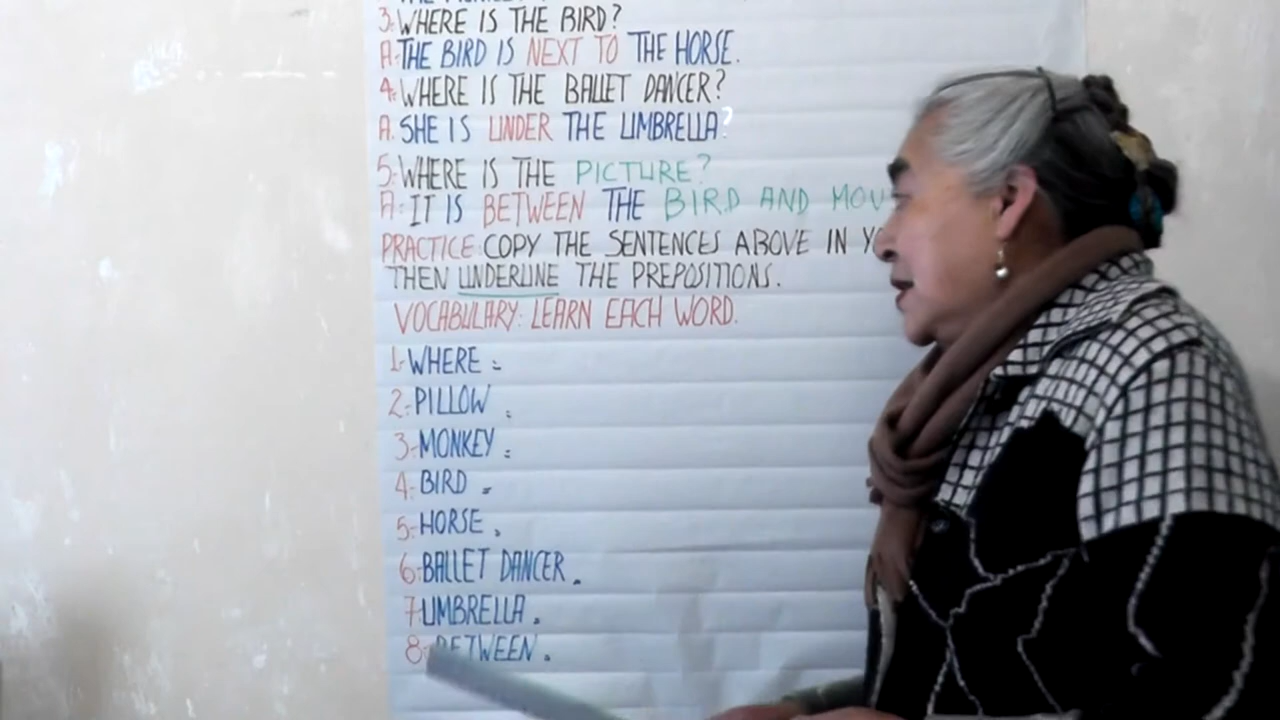 3. WHERE IS THE BIRD?
A. THE BIRD IS NEXT TO THE HORSE.
4. WHERE IS THE BALLET DANCER?
A. SHE IS UNDER THE UMBRELLA?
5. WHERE IS THE PICTURE?
A. IT IS BETWEEN THE BIRD AND
PRACTICE: COPY THE SENTENCES ABOVE IN
THEN UNDERLINE THE PREPOSITIONS.
VOCABULARY: LEARN EACH WORD.
1-WHERE =
2-PILLOW =
3-MONKEY =
4-BIRD =
5-HORSE =
6-BALLET DANCER =
7-UMBRELLA =
8-BETWEEN =